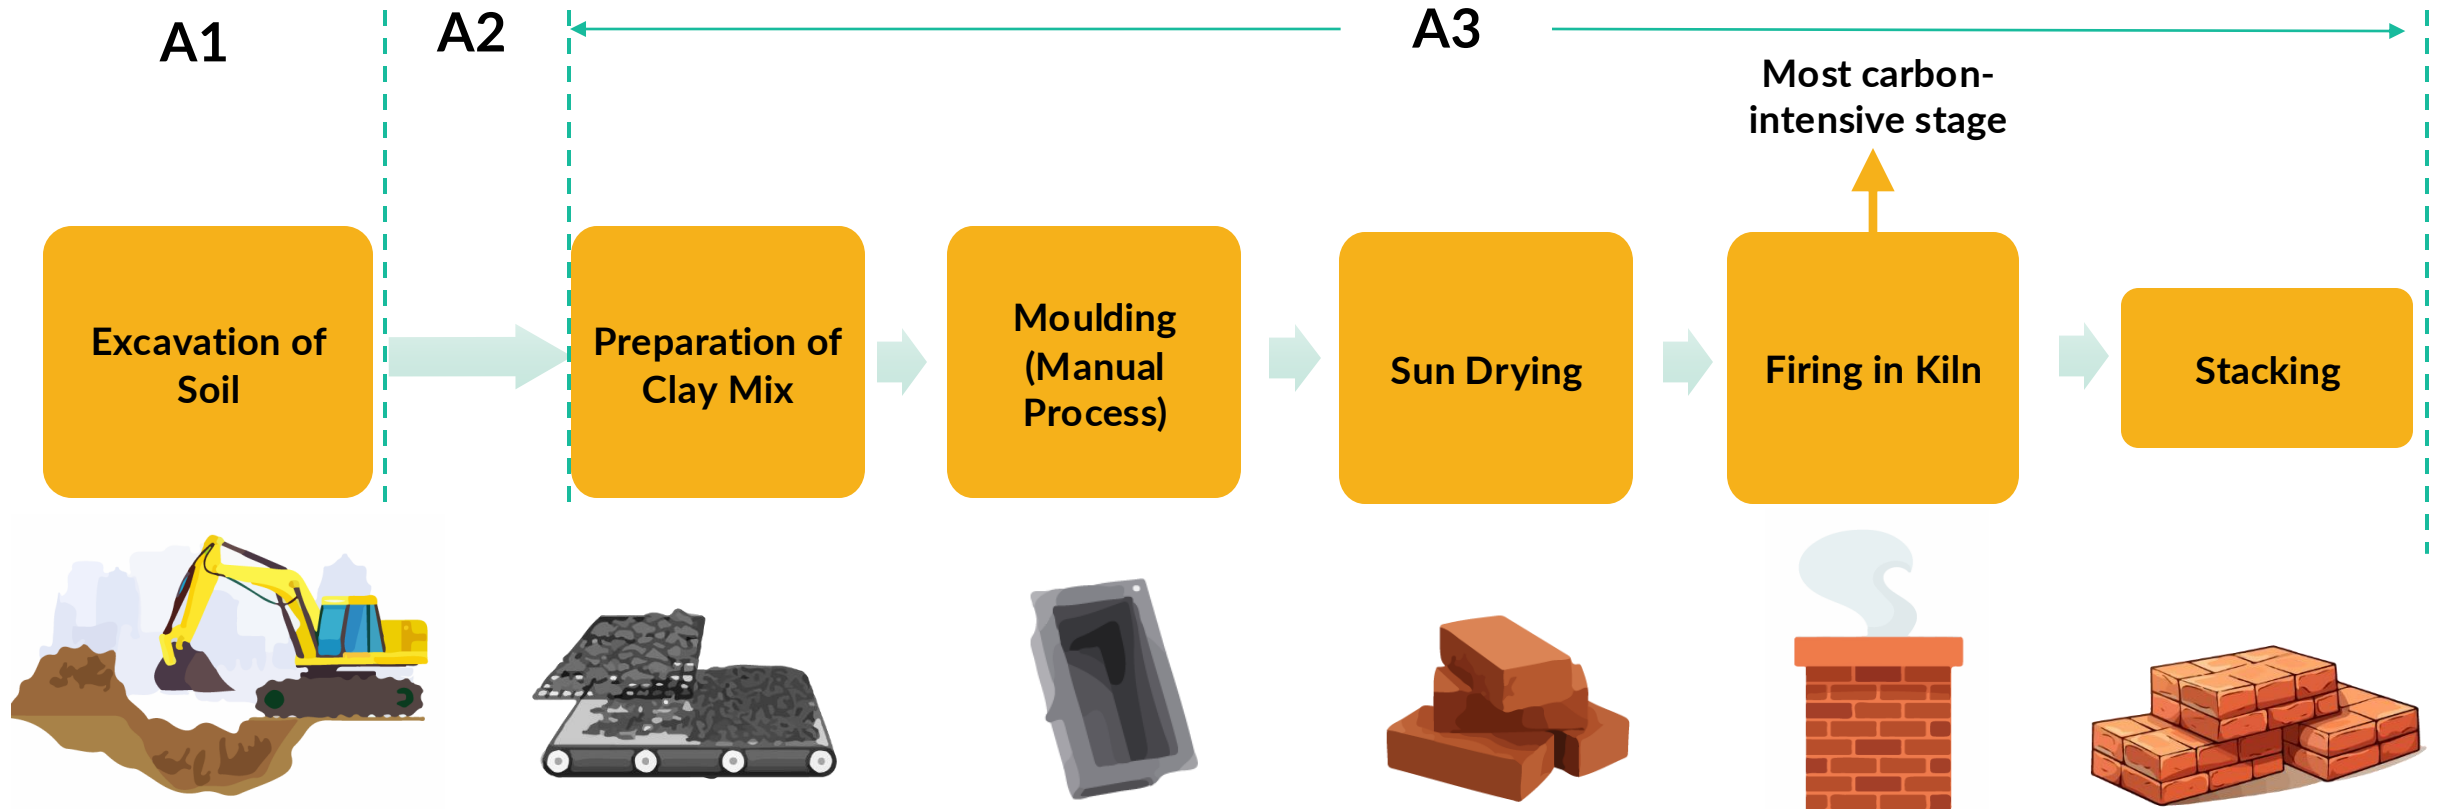 A1
A2
A3
Most carbon-
intensive stage
Excavation of
Soil
Preparation of
Clay Mix
Moulding
(Manual
Process)
Sun Drying
Firing in Kiln
Stacking